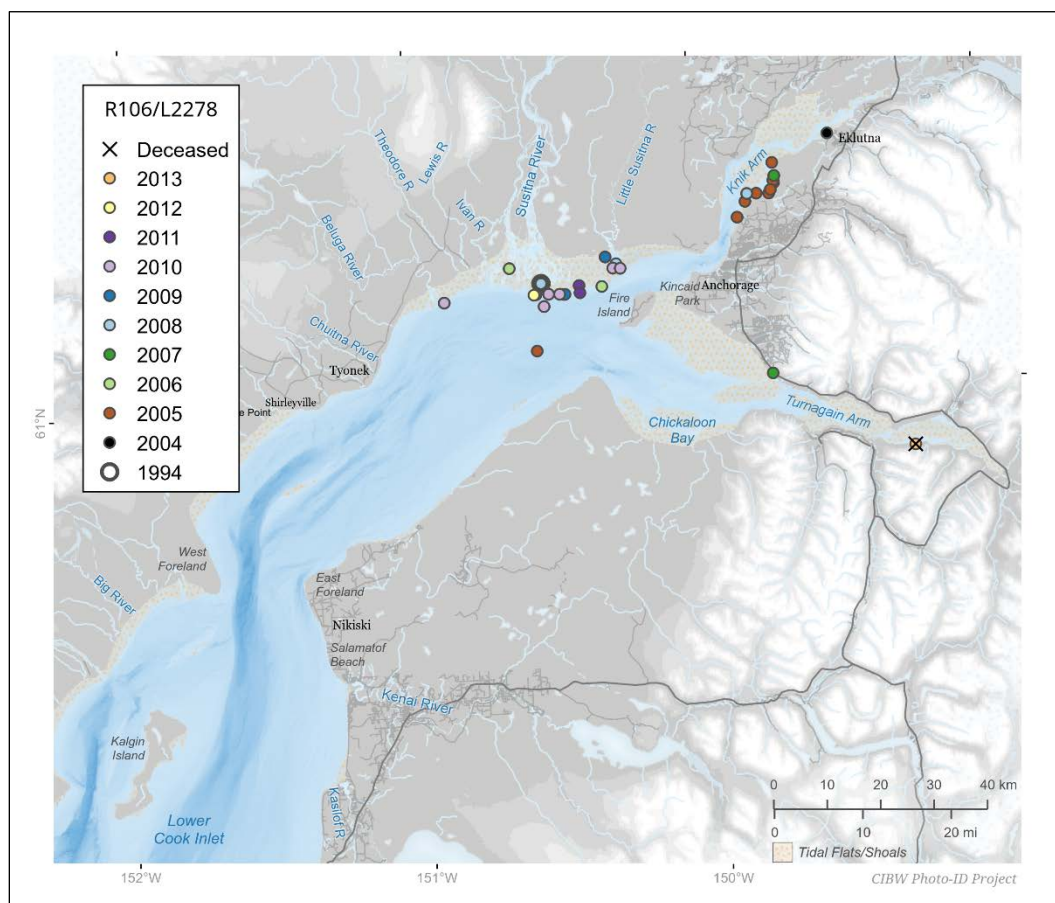 R106/L2278
Deceased
2013
2012
2011
2010
2009
2008
2007
2006
2005
2004
1994
Theodore R
Lewis R
Ivan R
Susitna River
Little Susitna R
Beluga River
Chuitna River
Knik Arm
Eklutna
Anchorage
Kincaid
Park
Fire
Island
Tyonek
Shirleyville
e Point
Turnagain Arm
Chickaloon
Bay
61°N
West
Foreland
Big River
East
Foreland
Nikiski
Salamatof
Beach
Kenai River
Kalgin
Island
Kasilof R
Lower
Cook Inlet
0 10 20 30 40 km
0 10 20 mi
Tidal Flats/Shoals
152°W
151°W
150°W
CIBW Photo-ID Project